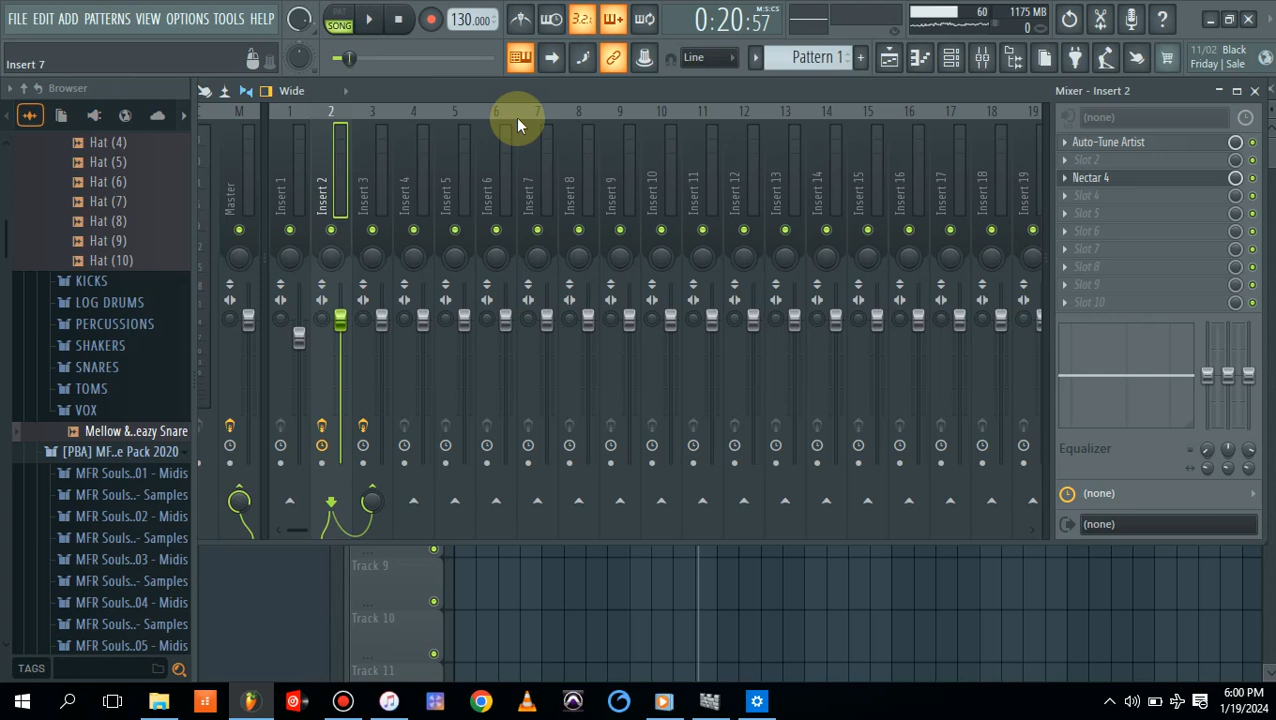 FILE EDIT ADD PATTERNS VIEW OPTIONS TOOLS HELP
PAT
SONG
130.000
3.2
0:20:57
M:S:CS
60
1175 MB
0
Insert 7
Line
Pattern 1
11/02 Black
Friday | Sale
Browser
Wide
Mixer - Insert 2
M 1 2 3 4 5 6 7 8 9 10 11 12 13 14 15 16 17 18 19
Master
Insert 1
Insert 2
Insert 3
Insert 4
Insert 5
Insert 6
Insert 7
Insert 8
Insert 9
Insert 10
Insert 11
Insert 12
Insert 13
Insert 14
Insert 15
Insert 16
Insert 17
Insert 18
Insert 19
(none)
Auto-Tune Artist
Slot 2
Nectar 4
Slot 4
Slot 5
Slot 6
Slot 7
Slot 8
Slot 9
Slot 10
Equalizer
(none)
(none)
Hat (4)
Hat (5)
Hat (6)
Hat (7)
Hat (8)
Hat (9)
Hat (10)
KICKS
LOG DRUMS
PERCUSSIONS
SHAKERS
SNARES
TOMS
VOX
Mellow &..eazy Snare
[PBA] MF..e Pack 2020
MFR Souls..01 - Midis
MFR Souls..- Samples
MFR Souls..02 - Midis
MFR Souls..- Samples
MFR Souls..03 - Midis
MFR Souls..- Samples
MFR Souls..04 - Midis
MFR Souls..- Samples
MFR Souls..05 - Midis
TAGS
Track 9
Track 10
Track 11
6:00 PM
1/19/2024